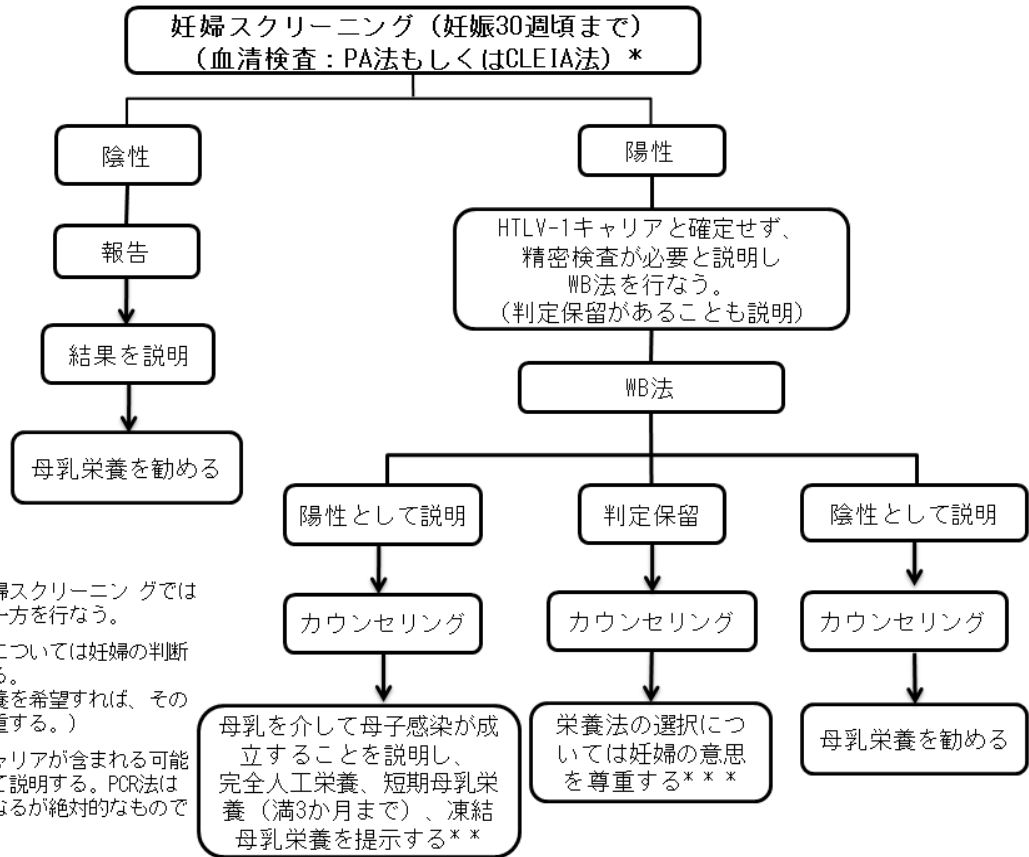 妊婦スクリーニング（妊娠30週頃まで）
（血清検査：PA法もしくはCLEIA法）*
陰性
陽性
報告
HTLV-1キャリアと確定せず、
精密検査が必要と説明し
WB法を行なう。
（判定保留があることも説明）
結果を説明
WB法
母乳栄養を勧める
陽性として説明
判定保留
陰性として説明
カウンセリング
カウンセリング
カウンセリング
母乳を介して母子感染が成
立することを説明し、
完全人工栄養、短期母乳栄
養（満3か月まで）、凍結
母乳栄養を提示する**
栄養法の選択につ
いては妊婦の意思
を尊重する***
母乳栄養を勧める
婦スクリーニン グでは
一方を行なう。
については妊婦の判断
る。
養を希望すれば、その
重する。）
ャリアが含まれる可能
て説明する。PCR法は
なるが絶対的なもので